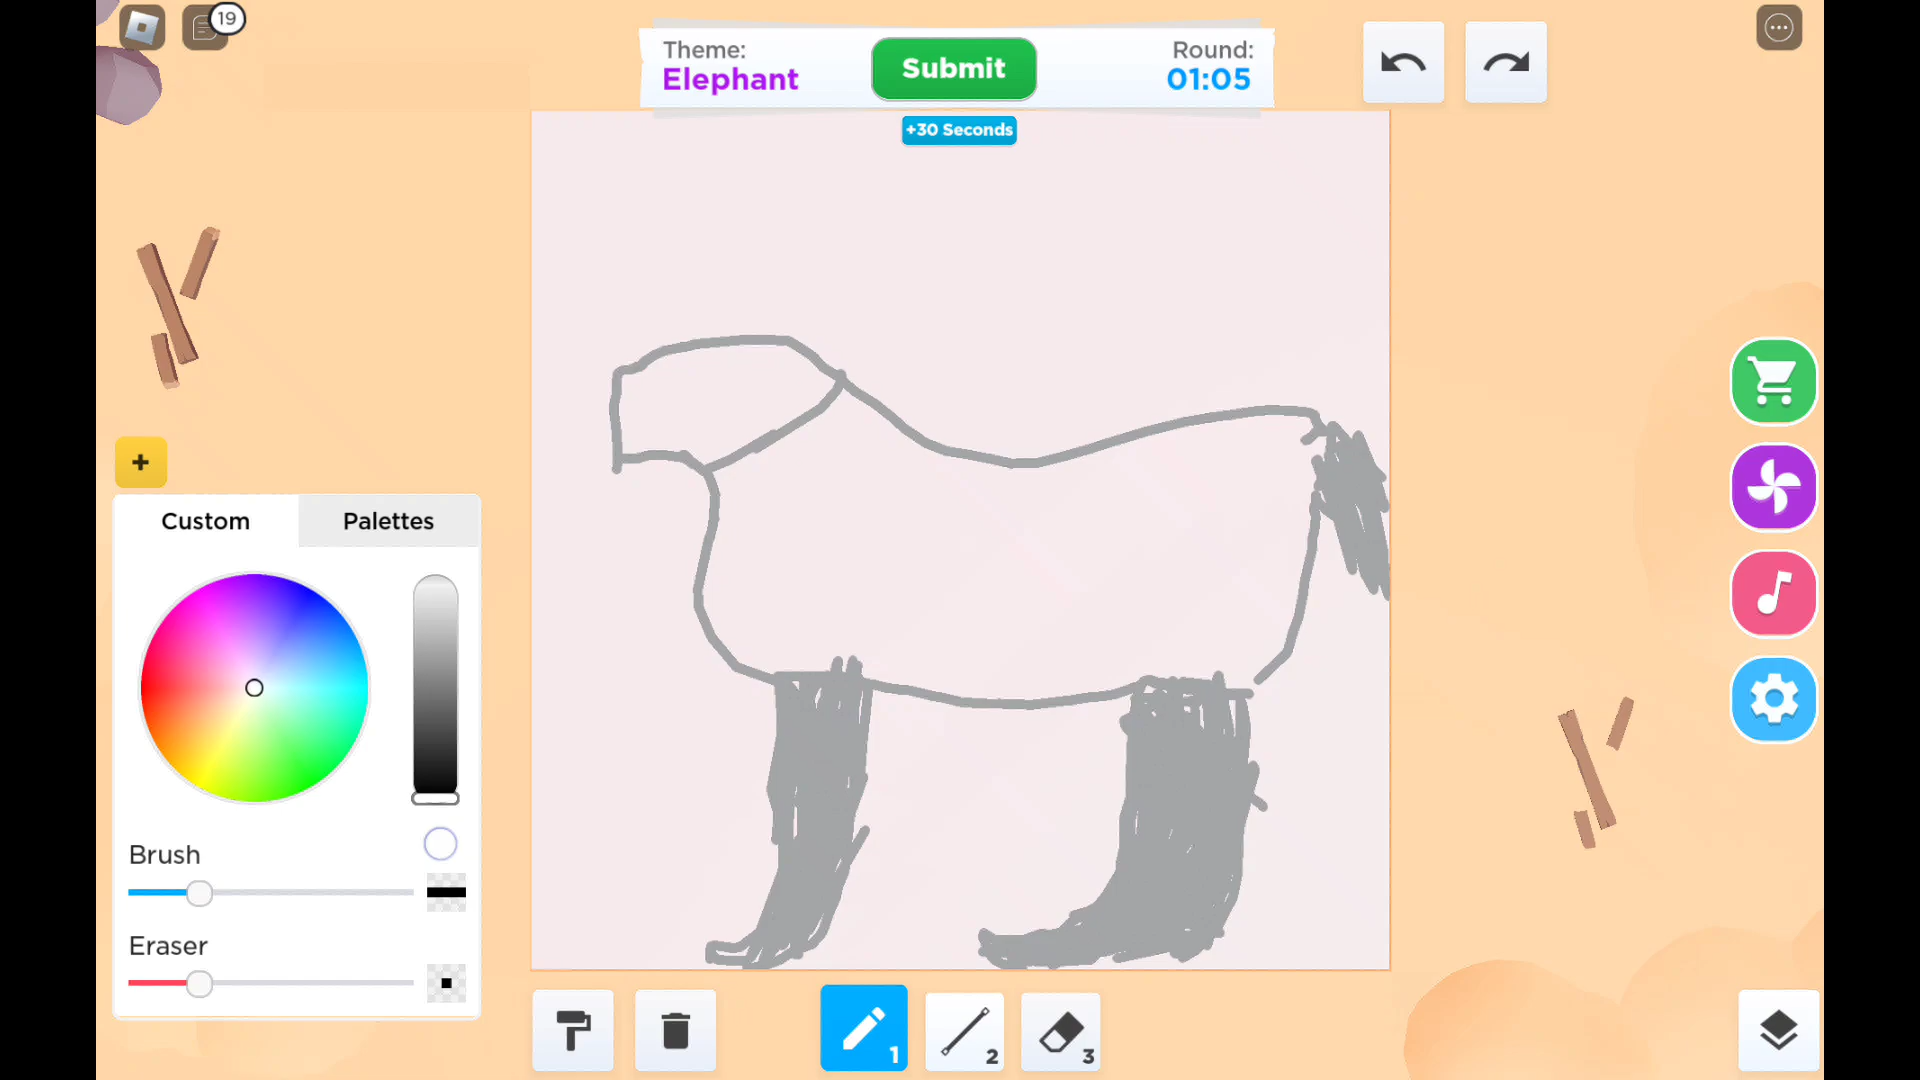 19
Theme:
Elephant
Submit
Round:
01:05
+30 Seconds
+
Custom
Palettes
Brush
Eraser
1
2
3